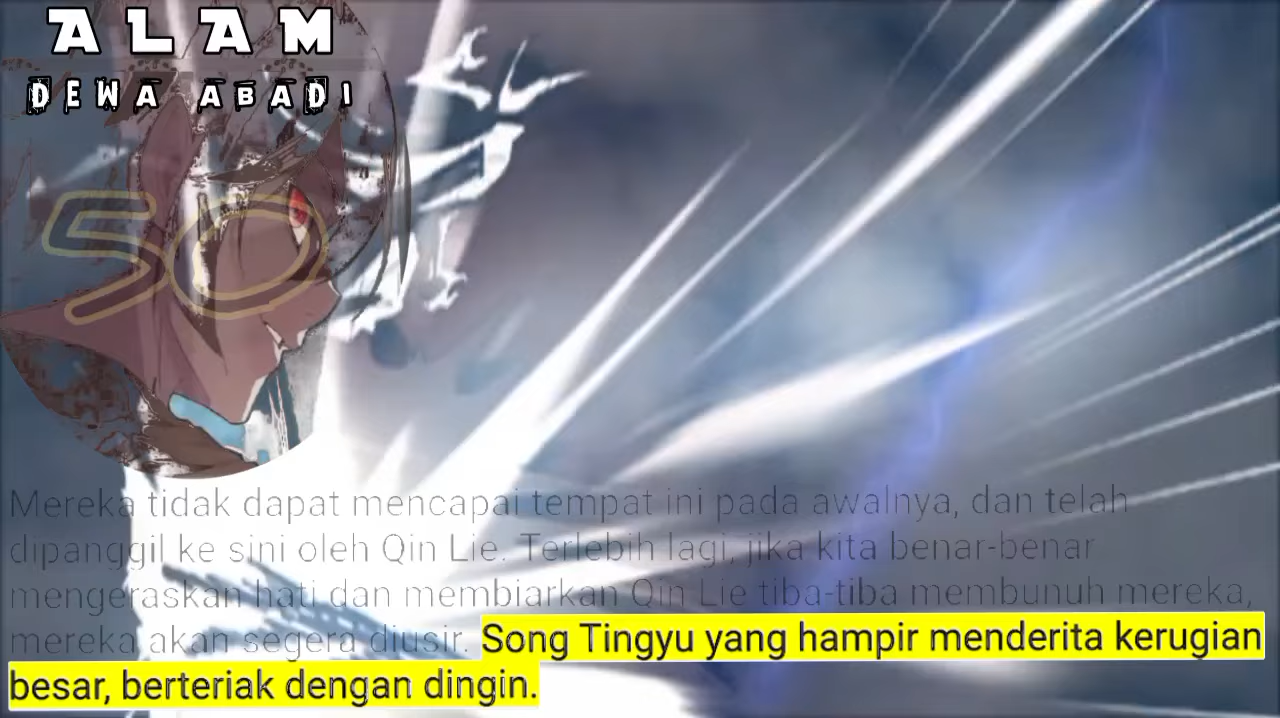 ALAM
DEWA ABADI
50
Mereka tidak dapat mencapai tempat ini pada awalnya, dan telah
dipanggil ke sini oleh Qin Lie. Terlebih lagi, jika kita benar-benar
mengeraskan hati dan membiarkan Qin Lie tiba-tiba membunuh mereka,
mereka akan segera diusir. Song Tingyu yang hampir menderita kerugian
besar, berteriak dengan dingin.